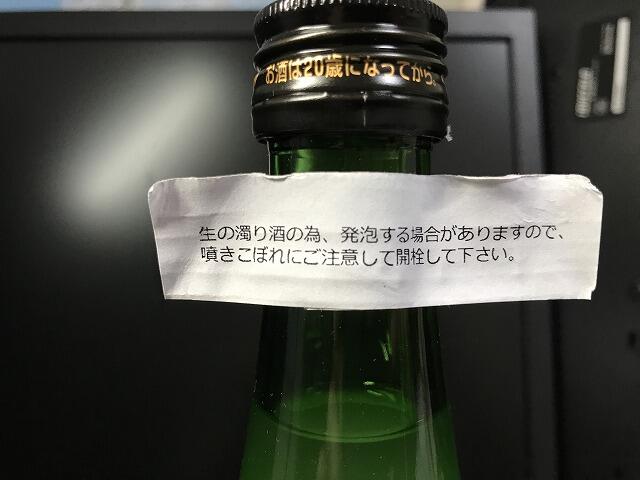 お酒は20歳になってから。
生の濁り酒の為、発泡する場合がありますので、
噴きこぼれにご注意して開栓して下さい。